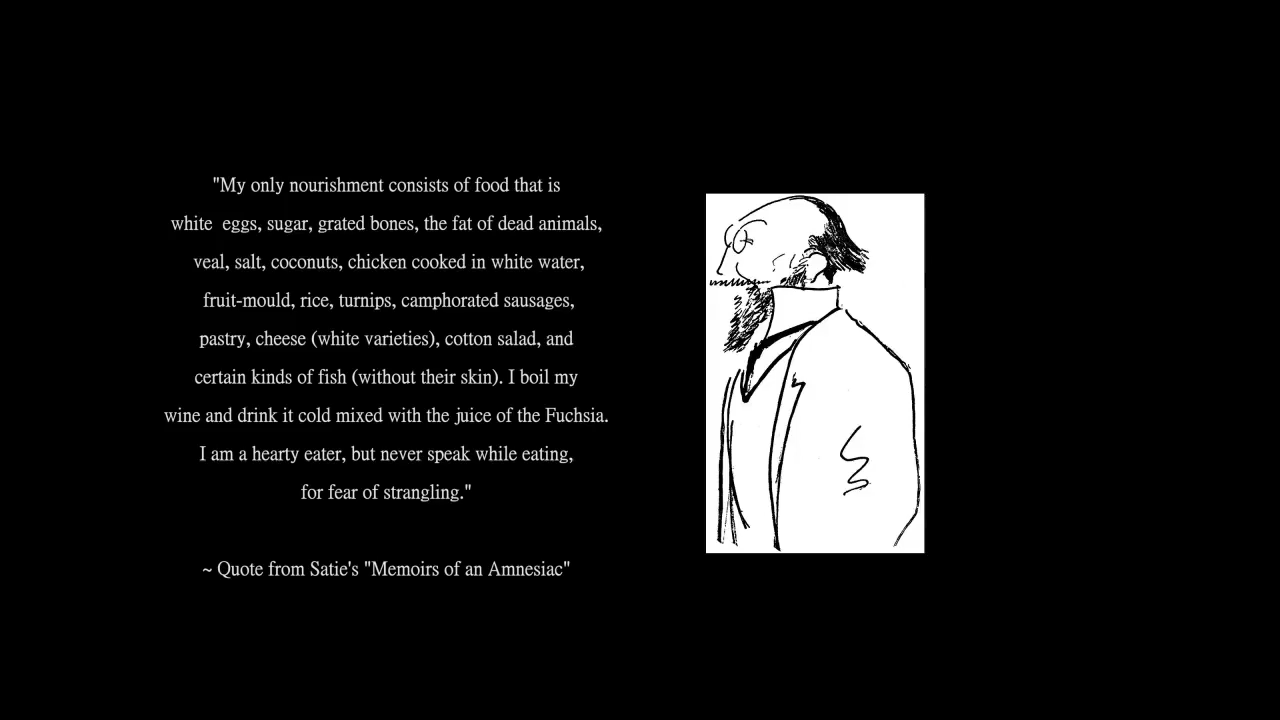 "My only nourishment consists of food that is
white  eggs, sugar, grated bones, the fat of dead animals,
veal, salt, coconuts, chicken cooked in white water,
fruit-mould, rice, turnips, camphorated sausages,
pastry, cheese (white varieties), cotton salad, and
certain kinds of fish (without their skin). I boil my
wine and drink it cold mixed with the juice of the Fuchsia.
I am a hearty eater, but never speak while eating,
for fear of strangling."
~ Quote from Satie's "Memoirs of an Amnesiac"